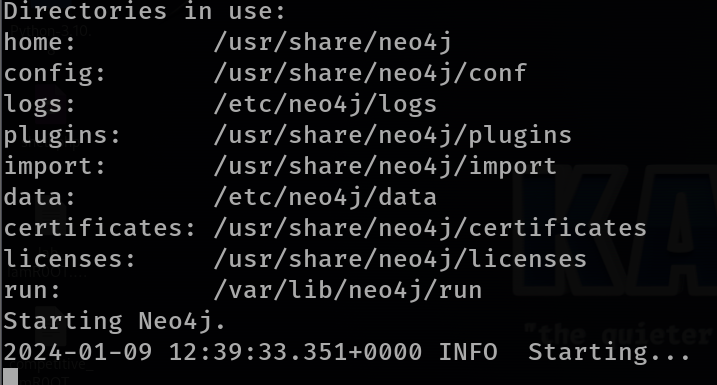 Directories in use:
home:         /usr/share/neo4j
config:       /usr/share/neo4j/conf
logs:         /etc/neo4j/logs
plugins:      /usr/share/neo4j/plugins
import:       /usr/share/neo4j/import
data:         /etc/neo4j/data
certificates: /usr/share/neo4j/certificates
licenses:     /usr/share/neo4j/licenses
run:          /var/lib/neo4j/run
Starting Neo4j.
2024-01-09 12:39:33.351+0000 INFO  Starting...
KA
"the quieter